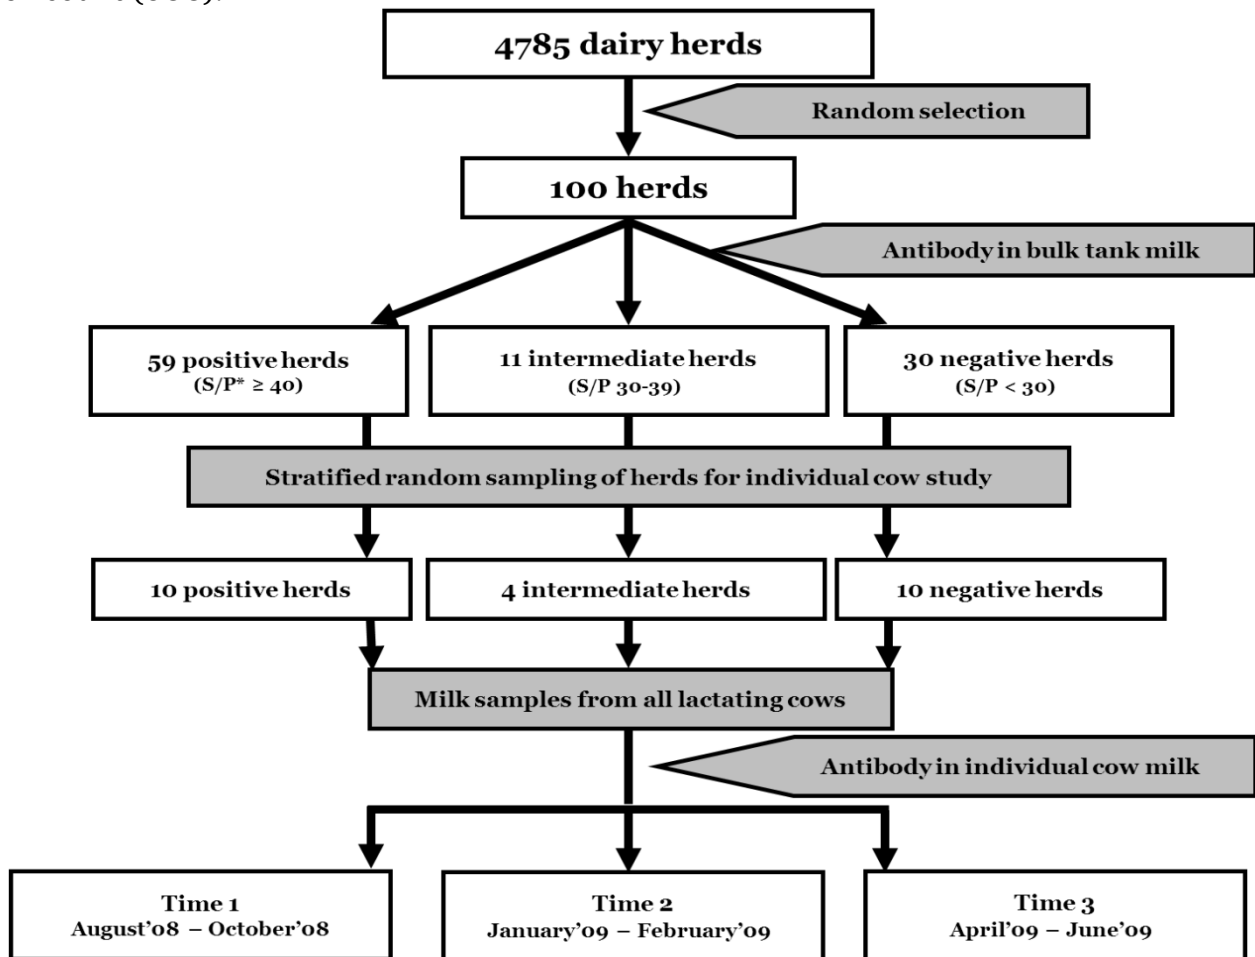 4785 dairy herds
Random selection
100 herds
Antibody in bulk tank milk
59 positive herds
(S/P* ≥ 40)
11 intermediate herds
(S/P 30-39)
30 negative herds
(S/P < 30)
Stratified random sampling of herds for individual cow study
10 positive herds
4 intermediate herds
10 negative herds
Milk samples from all lactating cows
Antibody in individual cow milk
Time 1
August'08 – October'08
Time 2
January'09 – February'09
Time 3
April'09 – June'09